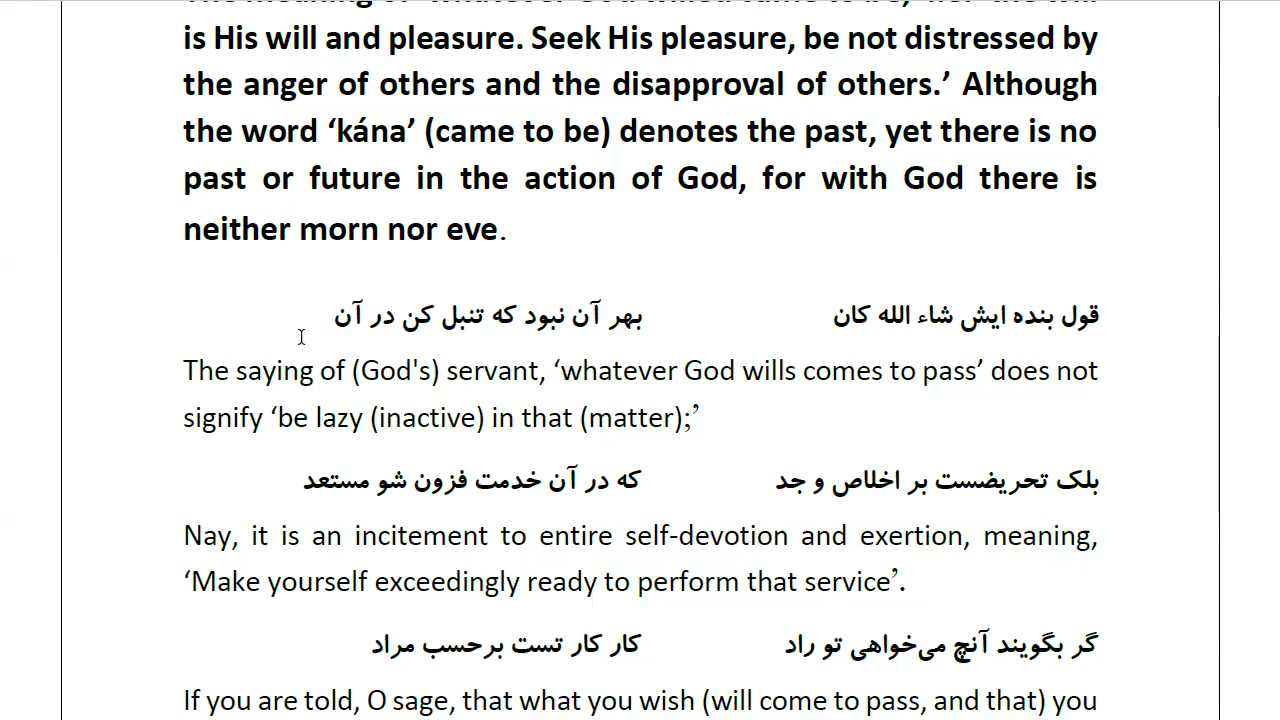 is His will and pleasure. Seek His pleasure, be not distressed by
the anger of others and the disapproval of others.’ Although
the word ‘kána’ (came to be) denotes the past, yet there is no
past or future in the action of God, for with God there is
neither morn nor eve.
قول بنده ایش شاء الله کان بهر آن نبود که تنبل کن در آن
The saying of (God's) servant, ‘whatever God wills comes to pass’ does not
signify ‘be lazy (inactive) in that (matter);’
بلک تحریضست بر اخلاص و جد که در آن خدمت فزون شو مستعد
Nay, it is an incitement to entire self-devotion and exertion, meaning,
‘Make yourself exceedingly ready to perform that service’.
گر بگویند آنچ می‌خواهی تو راد کار کار تست برحسب مراد
If you are told, O sage, that what you wish (will come to pass, and that) you